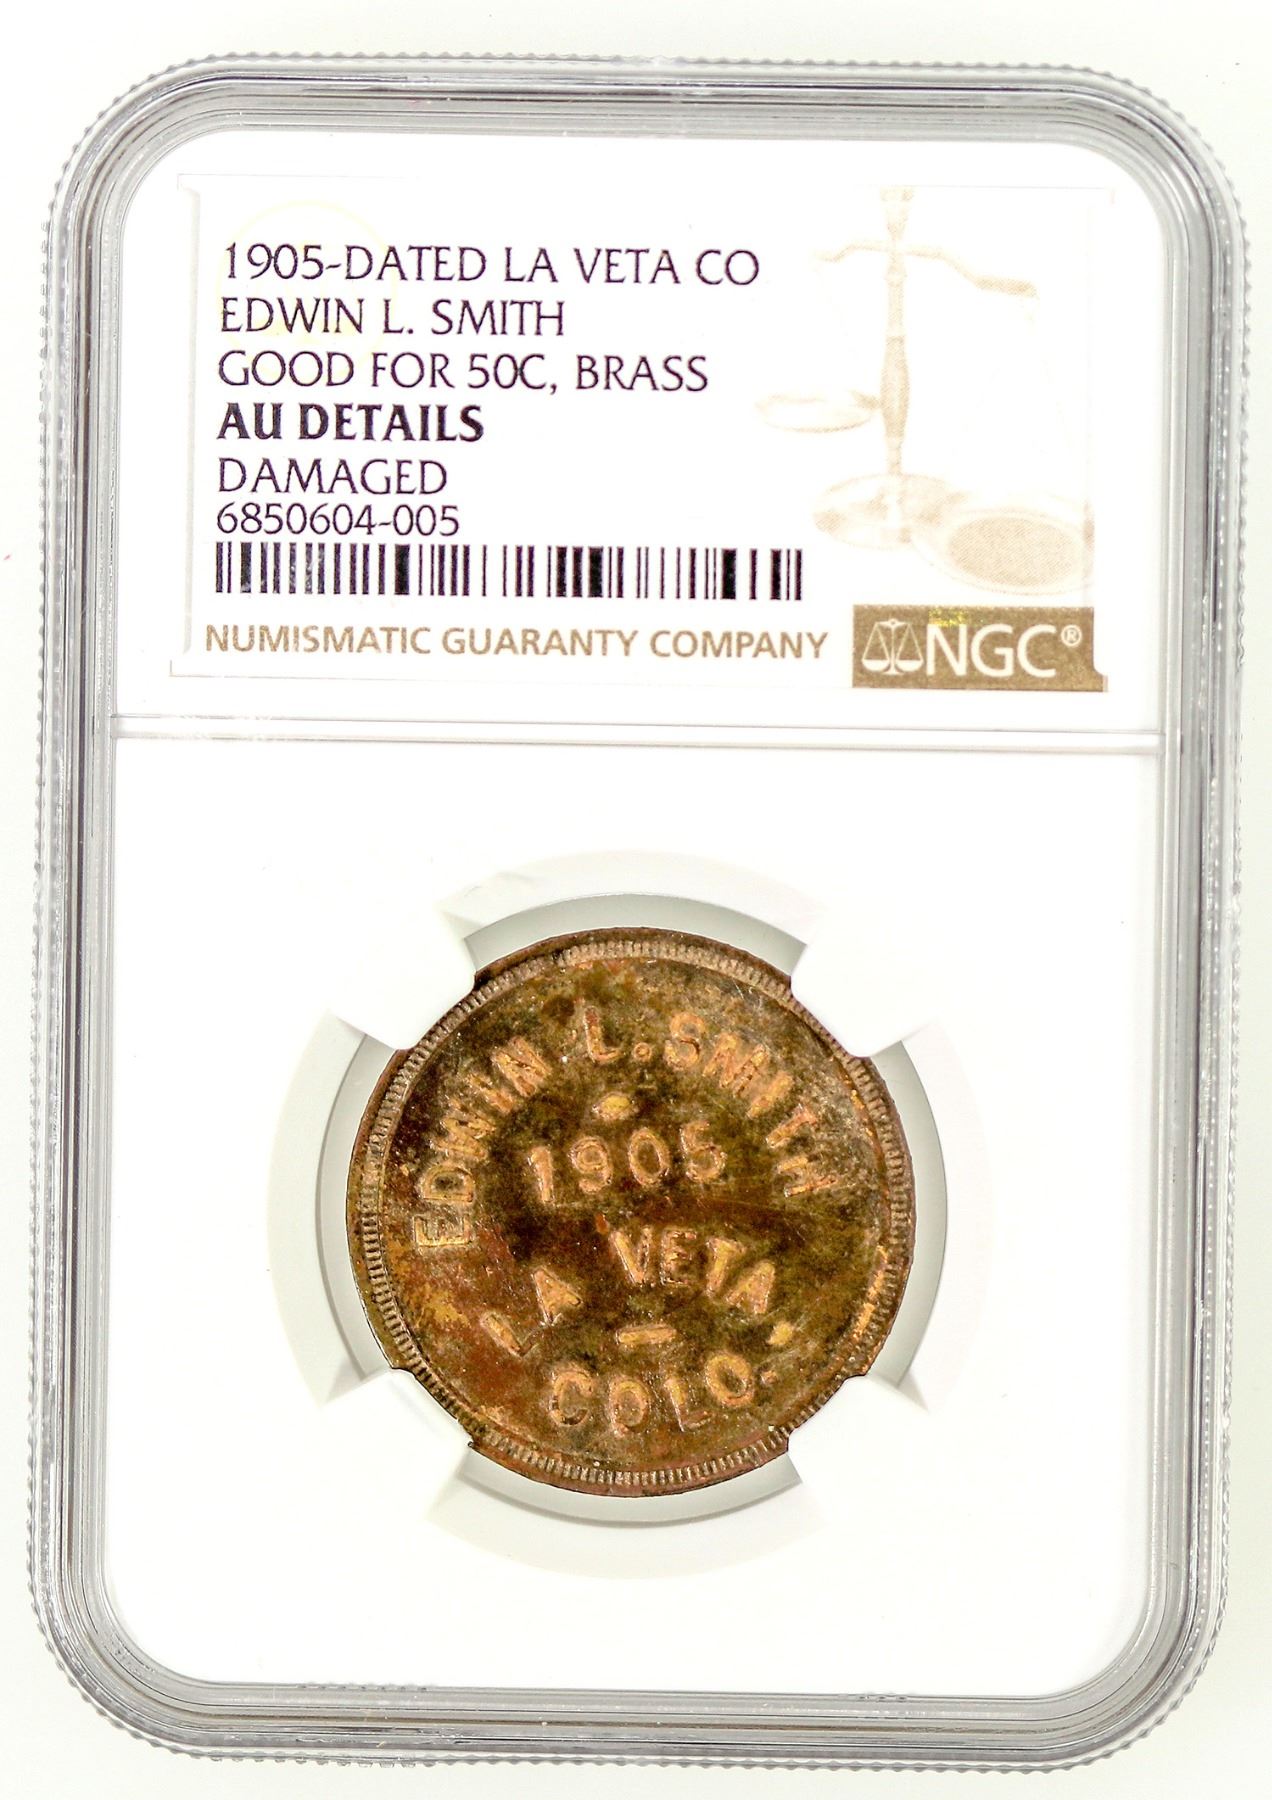 1905-DATED LA VETA CO
EDWIN L. SMITH
GOOD FOR 50C, BRASS
AU DETAILS
DAMAGED
6850604-005
NUMISMATIC GUARANTY COMPANY
NGC®
EDWIN L. SMITH
1905
LA VETA
- COLO.